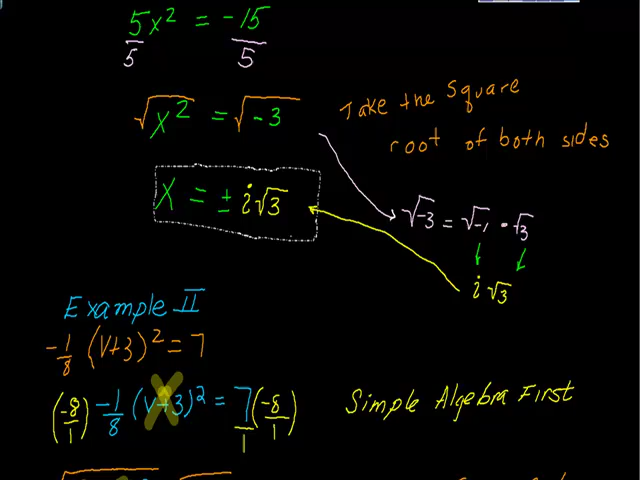 5x² = -15
5 5
√x² = √-3
Take the Square
root of both sides
X = ± i√3
√-3 = √-1 · √3
i √3
Example II
-1/8 (v+3)² = 7
(-8/1) -1/8 (v+3)² = 7/1 (-8/1)
Simple Algebra First